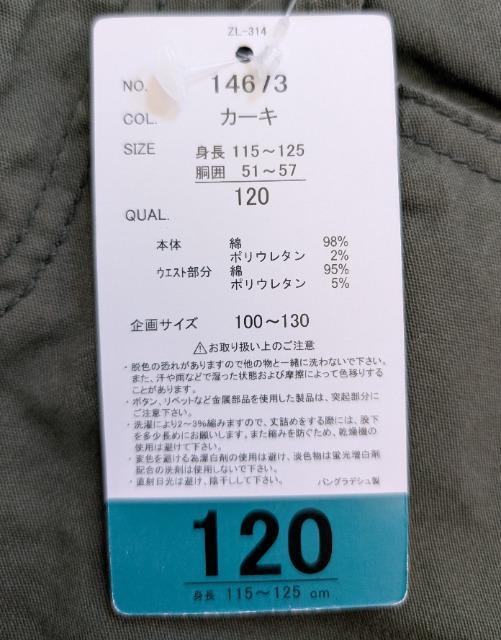 ZL-314
NO. 14673
COL. カーキ
SIZE 身長 115～125
胴囲 51～57
120
QUAL.
本体 綿 98%
ポリウレタン 2%
ウエスト部分 綿 95%
ポリウレタン 5%
企画サイズ 100～130
⚠お取り扱い上のご注意
・脱色の恐れがありますので他の物と一緒に洗わないで下さい。
また、汗や雨などで湿った状態および摩擦によって色移りする
ことがあります。
・ボタン、リベットなど金属部品を使用した製品は、突起部分に
ご注意下さい。
・洗濯により2～3%縮みますので、丈詰めをする際には、股下
を多少長めにお願いします。また縮みを防ぐため、乾燥機の
使用は避けて下さい。
・変色を避ける為漂白剤の使用は避け、淡色物は蛍光増白剤
配合の洗剤は使用しないで下さい。
・直射日光は避け、陰干しして下さい。 バングラデシュ製
120
身長 115～125 cm